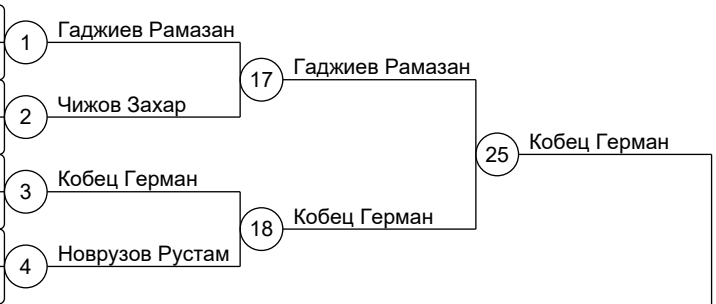 1 Гаджиев Рамазан
17 Гаджиев Рамазан
2 Чижов Захар
25 Кобец Герман
3 Кобец Герман
18 Кобец Герман
4 Новрузов Рустам